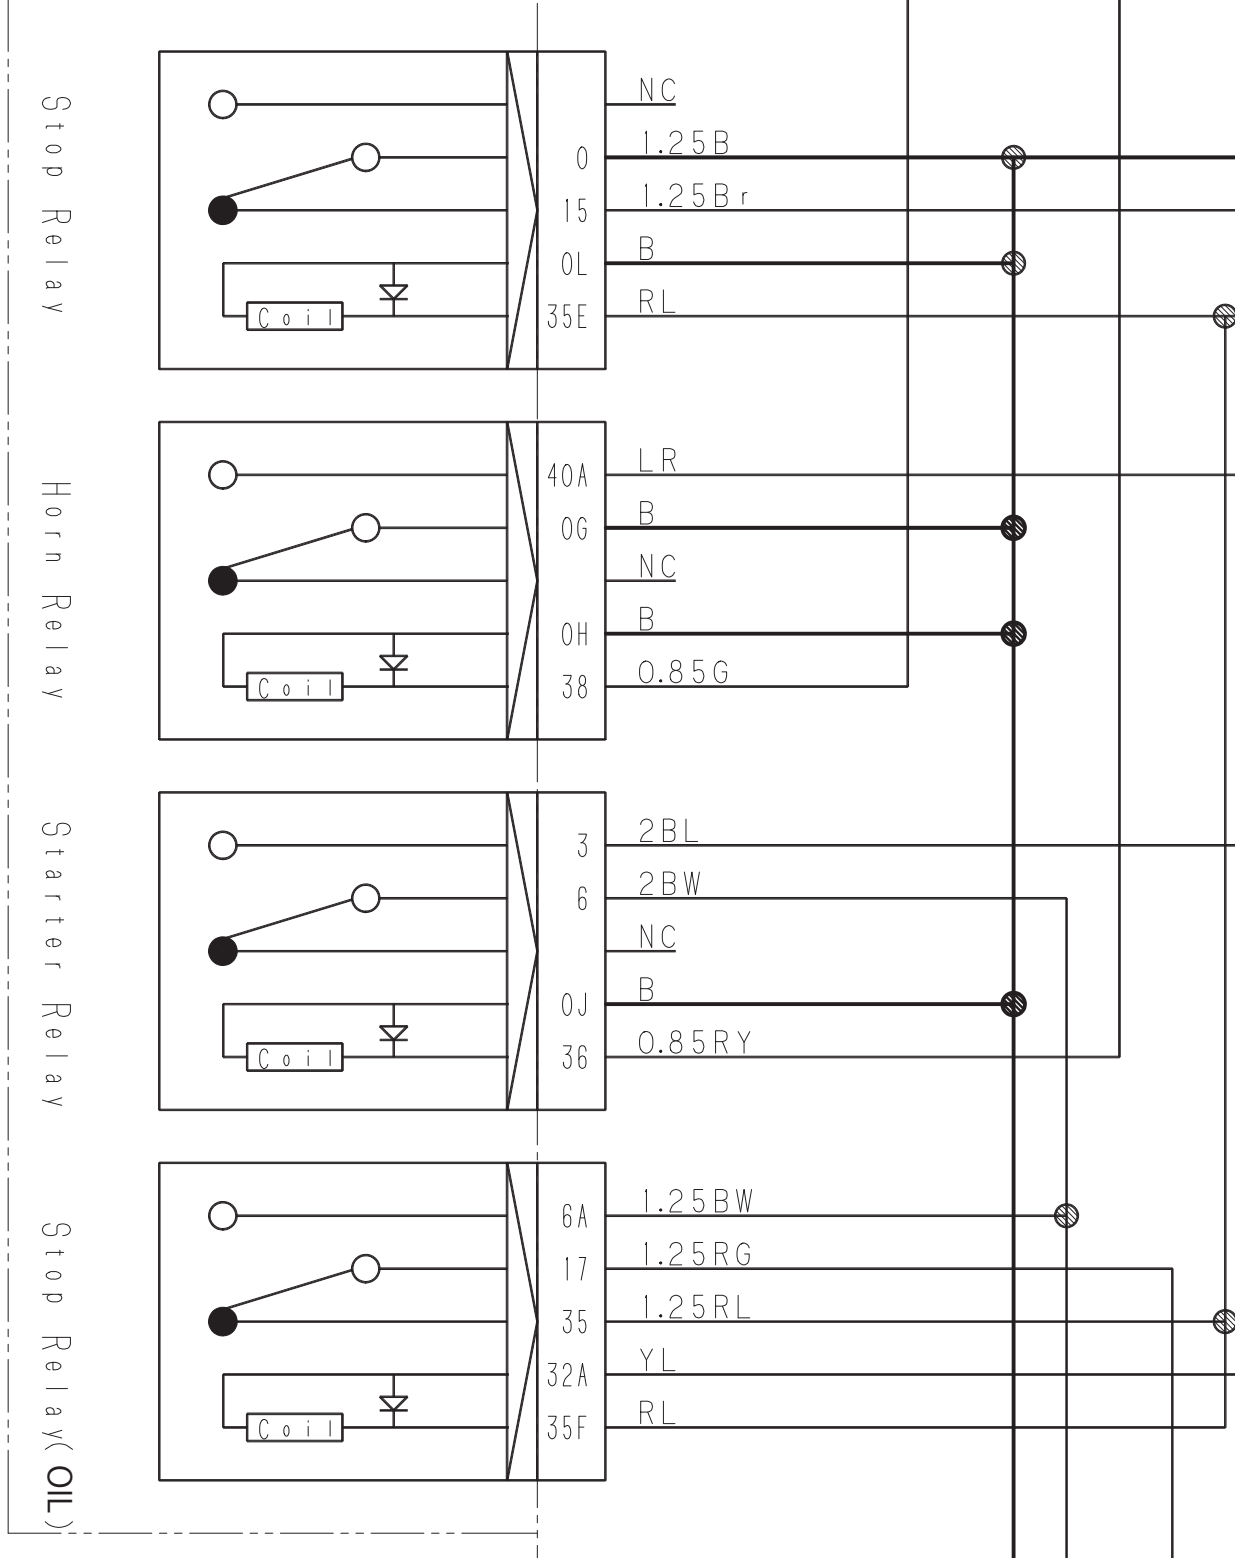 Stop Relay
NC
0 1.25B
15 1.25Br
0L B
35E RL
Coil
Horn Relay
40A LR
0G B
NC
0H B
38 0.85G
Coil
Starter Relay
3 2BL
6 2BW
NC
0J B
36 0.85RY
Coil
Stop Relay(OIL)
6A 1.25BW
17 1.25RG
35 1.25RL
32A YL
35F RL
Coil